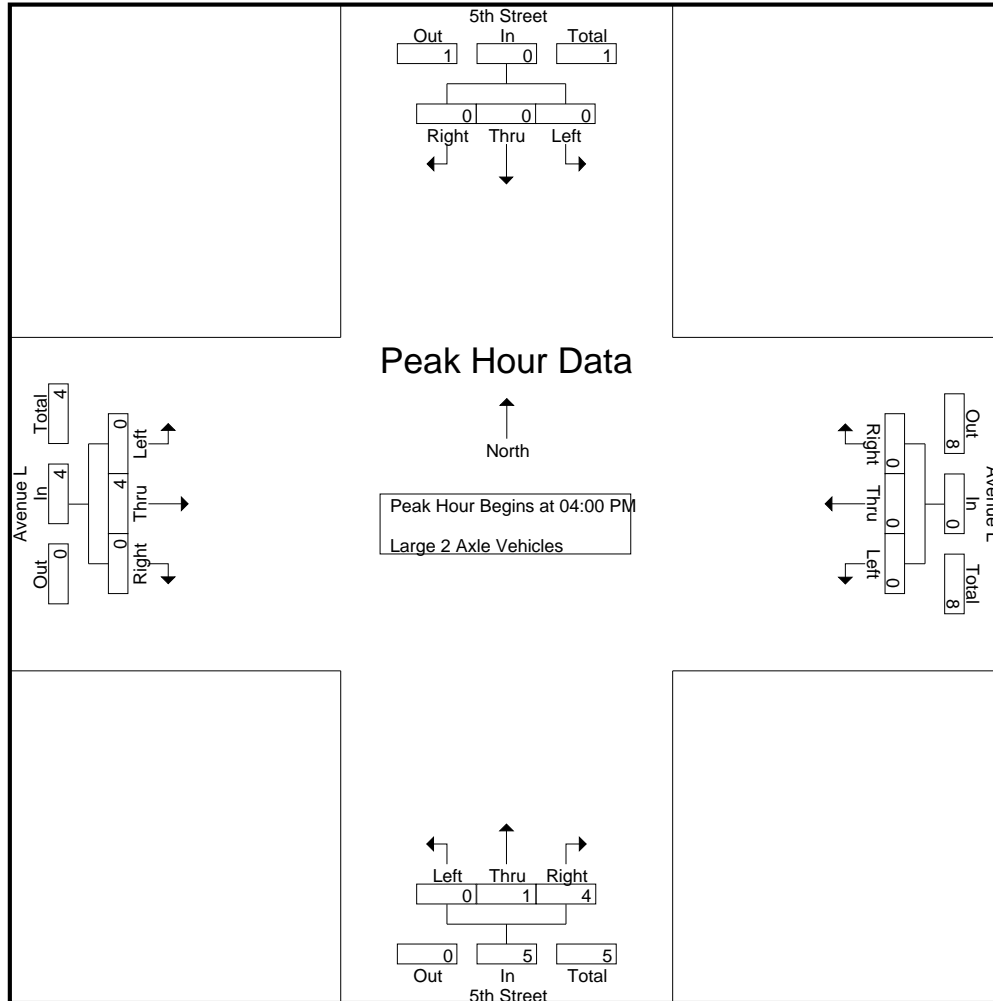 5th Street
Out In Total
1 0 1
0 0 0
Right Thru Left
Peak Hour Data
North
Peak Hour Begins at 04:00 PM
Large 2 Axle Vehicles
Avenue L
Out In Total
0 4 4
0 4 0
Right Thru Left
Avenue L
Out In Total
8 0 8
Right Thru Left
0 0 0
Left Thru Right
0 1 4
0 5 5
Out In Total
5th Street